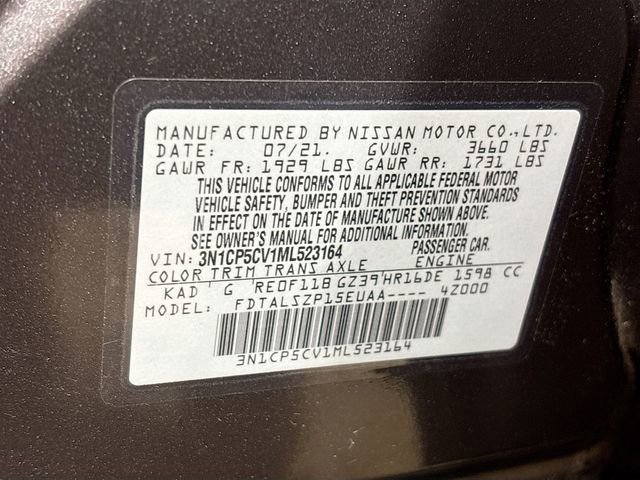 MANUFACTURED BY NISSAN MOTOR CO.,LTD.
DATE: 07/21. GVWR: 3660 LBS
GAWR FR: 1929 LBS GAWR RR: 1731 LBS
THIS VEHICLE CONFORMS TO ALL APPLICABLE FEDERAL MOTOR
VEHICLE SAFETY, BUMPER AND THEFT PREVENTION STANDARDS
IN EFFECT ON THE DATE OF MANUFACTURE SHOWN ABOVE.
SEE OWNER'S MANUAL FOR ADDITIONAL INFORMATION.
VIN: 3N1CP5CV1ML523164 PASSENGER CAR.
COLOR TRIM TRANS AXLE ENGINE
KAD ' G ' RE0F11B GZ39'HR16DE 1598 CC
MODEL: FDTALSZP15EUAA---- 42000
3N1CP5CV1ML523164